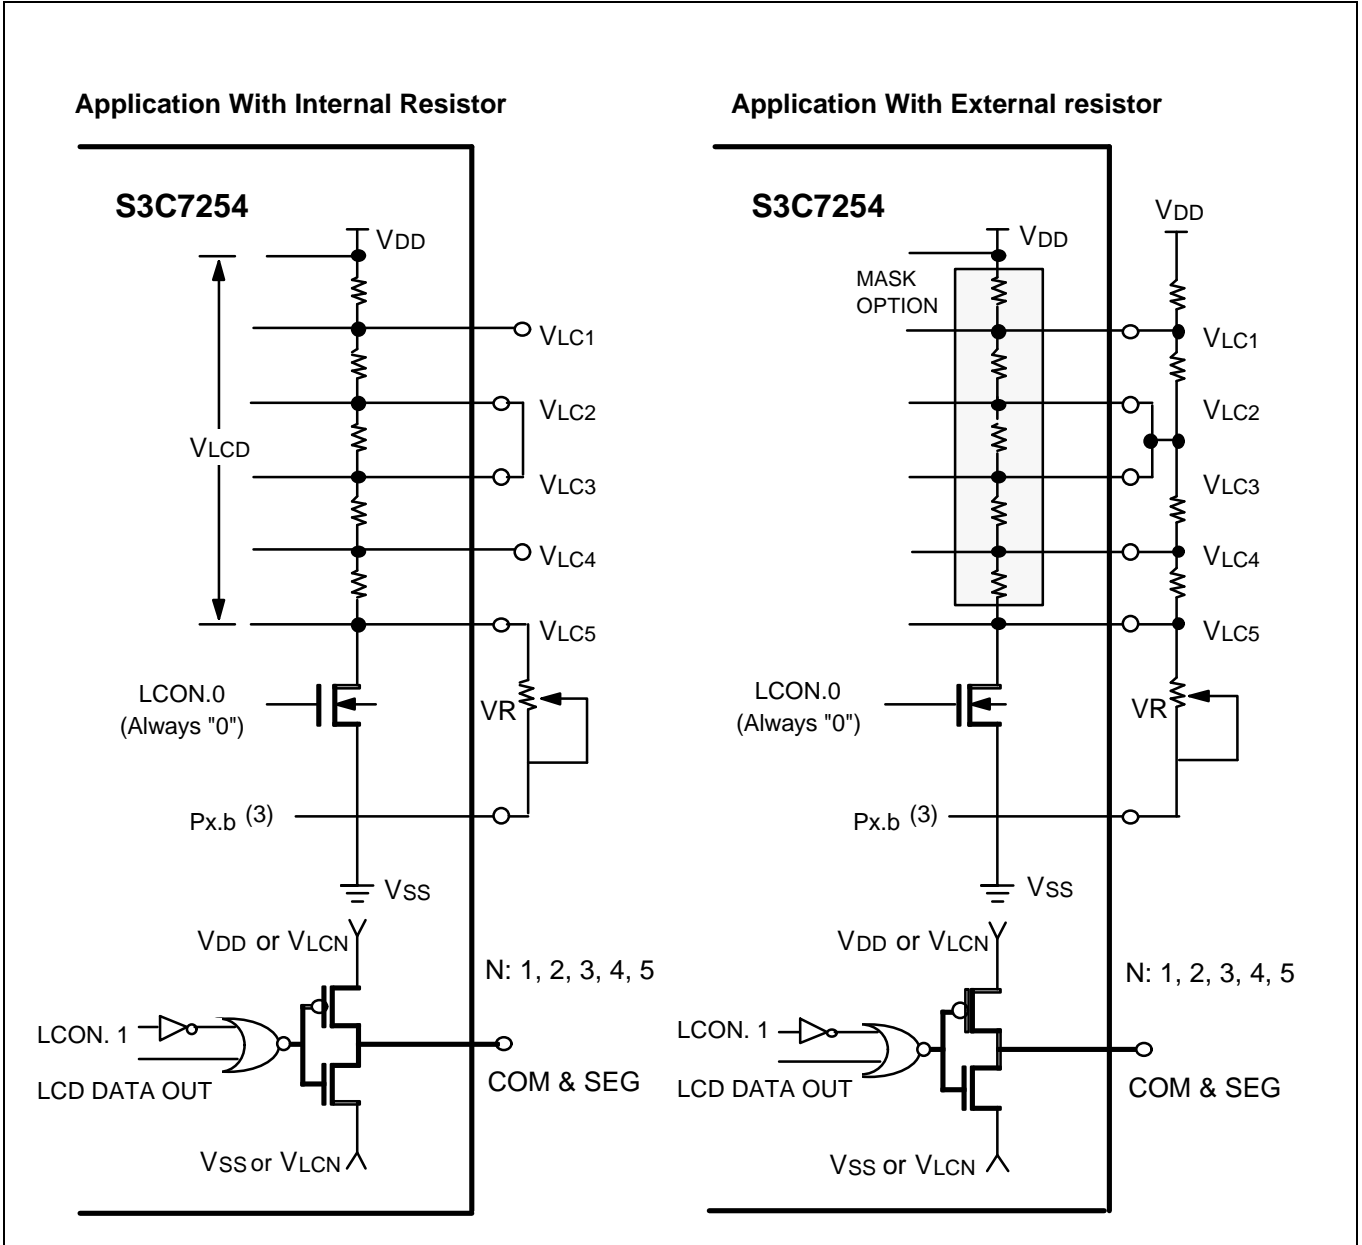 Application With Internal Resistor
S3C7254
VDD
VLC1
VLC2
VLCD
VLC3
VLC4
VLC5
LCON.0
(Always "0")
VR
Px.b (3)
VSS
VDD or VLCN
N: 1, 2, 3, 4, 5
LCON. 1
LCD DATA OUT
COM & SEG
VSS or VLCN
Application With External resistor
S3C7254
VDD
VDD
MASK
OPTION
VLC1
VLC2
VLC3
VLC4
VLC5
LCON.0
(Always "0")
VR
Px.b (3)
VSS
VDD or VLCN
N: 1, 2, 3, 4, 5
LCON. 1
LCD DATA OUT
COM & SEG
VSS or VLCN